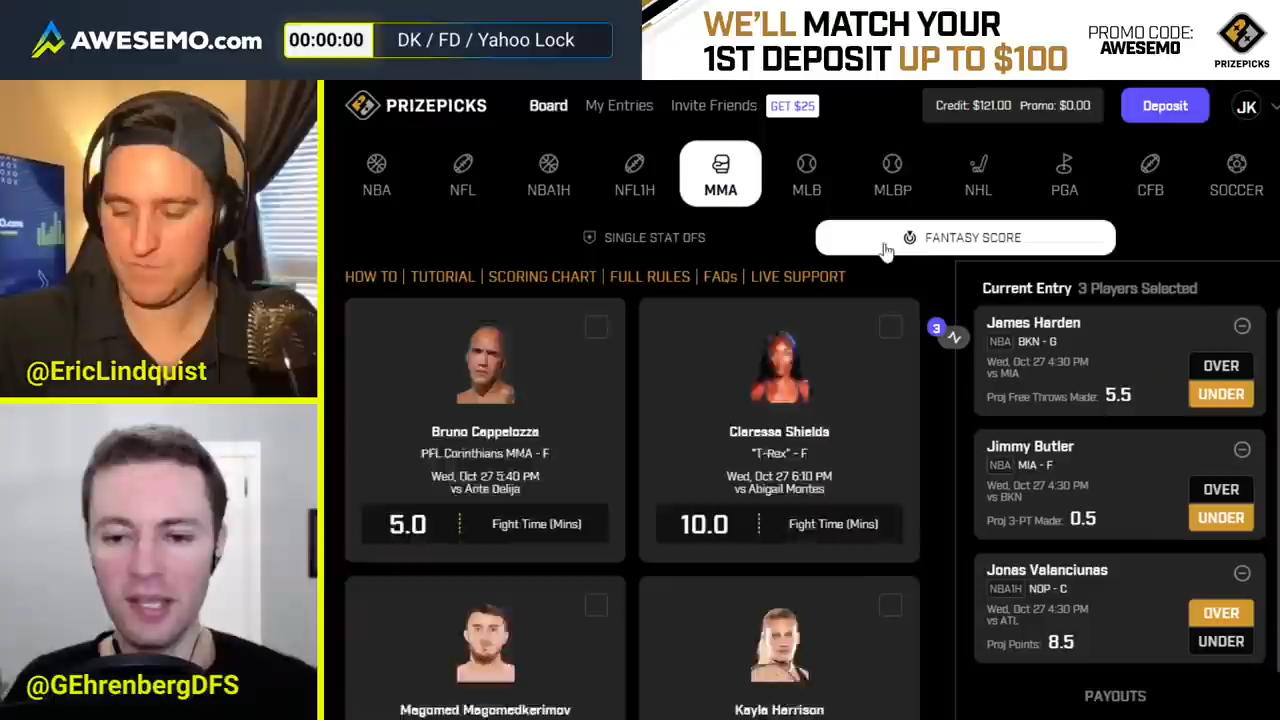 AWESEMO.com
00:00:00
DK / FD / Yahoo Lock
WE'LL MATCH YOUR
1ST DEPOSIT UP TO $100
PROMO CODE:
AWESEMO
PRIZEPICKS
@EricLindquist
@GEhrenbergDFS
PRIZEPICKS
Board
My Entries
Invite Friends
GET $25
Credit: $121.00 Promo: $0.00
Deposit
JK
NBA
NFL
NBA1H
NFL1H
MMA
MLB
MLBP
NHL
PGA
CFB
SOCCER
SINGLE STAT DFS
FANTASY SCORE
HOW TO | TUTORIAL | SCORING CHART | FULL RULES | FAQs | LIVE SUPPORT
Bruno Cappelozza
PFL Corinthians MMA - F
Wed, Oct 27 5:40 PM
vs Ante Delija
5.0
Fight Time (Mins)
Claressa Shields
"T-Rex" - F
Wed, Oct 27 6:10 PM
vs Abigail Montes
10.0
Fight Time (Mins)
Magomed Magomedkerimov
Kayla Harrison
3
Current Entry 3 Players Selected
James Harden
NBA BKN - G
Wed, Oct 27 4:30 PM
vs MIA
Proj Free Throws Made: 5.5
OVER
UNDER
Jimmy Butler
NBA MIA - F
Wed, Oct 27 4:30 PM
vs BKN
Proj 3-PT Made: 0.5
OVER
UNDER
Jonas Valanciunas
NBA1H NOP - C
Wed, Oct 27 4:30 PM
vs ATL
Proj Points: 8.5
OVER
UNDER
PAYOUTS